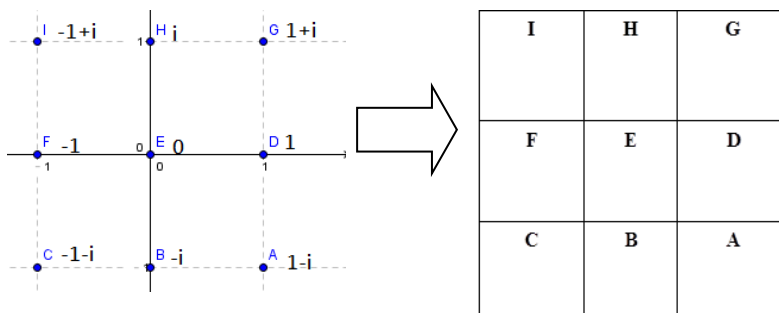 I -1+i H i G 1+i
1
F -1 E 0 D 1
0
- 1 0 1
C -1-i B -i A 1-i
I H G
F E D
C B A